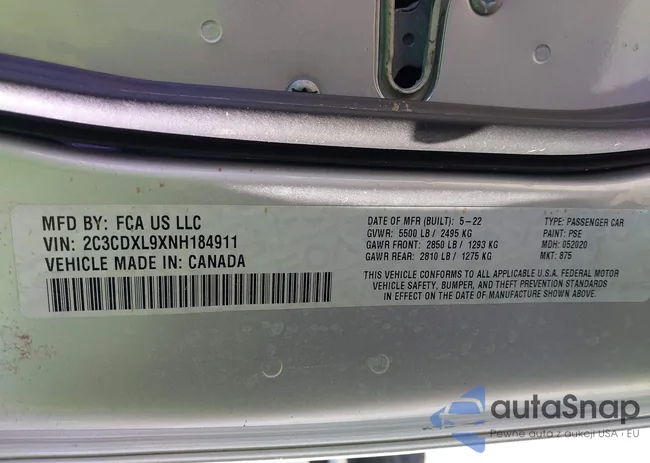 MFD BY: FCA US LLC
VIN: 2C3CDXL9XNH184911
VEHICLE MADE IN: CANADA
DATE OF MFR (BUILT): 5-22
GVWR: 5500 LB / 2495 KG
GAWR FRONT: 2850 LB / 1293 KG
GAWR REAR: 2810 LB / 1275 KG
TYPE: PASSENGER CAR
PAINT: PSE
MDH: 052020
MKT: 875
THIS VEHICLE CONFORMS TO ALL APPLICABLE U.S.A. FEDERAL MOTOR
VEHICLE SAFETY, BUMPER, AND THEFT PREVENTION STANDARDS
IN EFFECT ON THE DATE OF MANUFACTURE SHOWN ABOVE.
autaSnap
Pewne auta z aukcji USA i EU